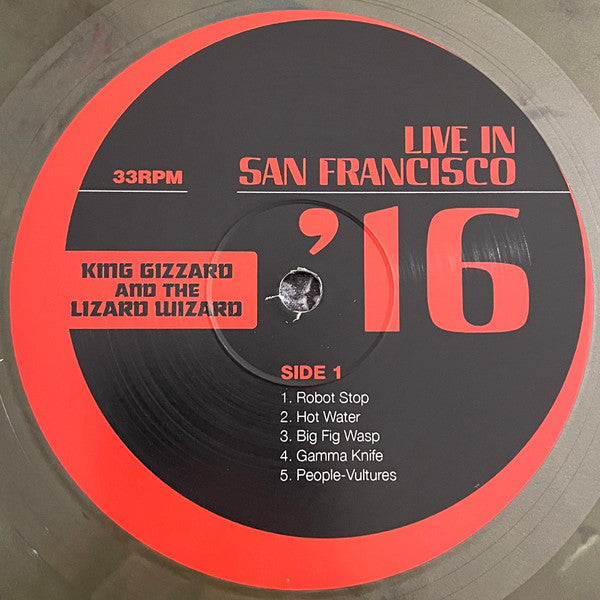 LIVE IN
SAN FRANCISCO
33RPM
'16
KING GIZZARD
AND THE
LIZARD WIZARD
SIDE 1
1. Robot Stop
2. Hot Water
3. Big Fig Wasp
4. Gamma Knife
5. People-Vultures